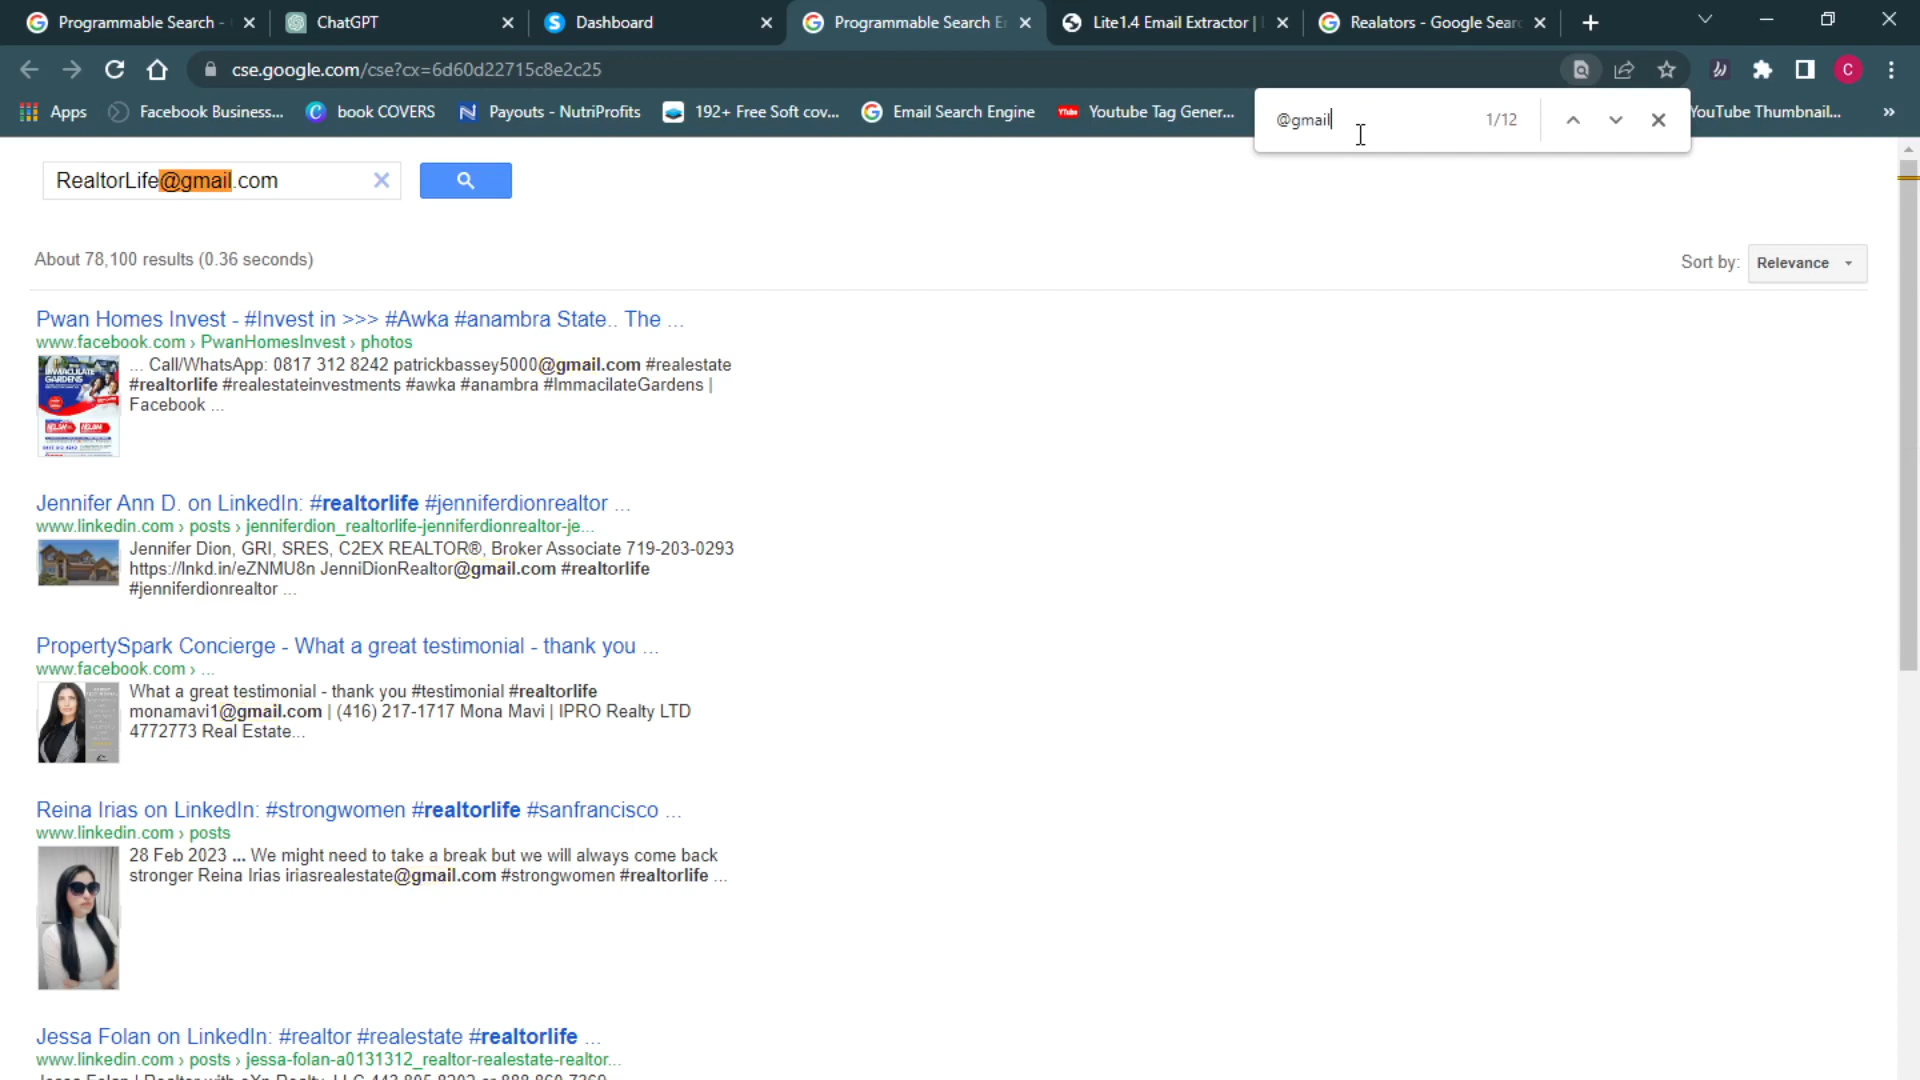 Programmable Search -
ChatGPT
Dashboard
Programmable Search E
Lite1.4 Email Extractor |
Realators - Google Sear
cse.google.com/cse?cx=6d60d22715c8e2c25
C
Apps
Facebook Business...
book COVERS
Payouts - NutriProfits
192+ Free Soft cov...
Email Search Engine
Youtube Tag Gener...
YouTube Thumbnail...
»
@gmail
1/12
RealtorLife@gmail.com
About 78,100 results (0.36 seconds)
Sort by: Relevance
Pwan Homes Invest - #Invest in >>> #Awka #anambra State.. The ...
www.facebook.com › PwanHomesInvest › photos
... Call/WhatsApp: 0817 312 8242 patrickbassey5000@gmail.com #realestate
#realtorlife #realestateinvestments #awka #anambra #ImmacilateGardens |
Facebook ...
Jennifer Ann D. on LinkedIn: #realtorlife #jenniferdionrealtor ...
www.linkedin.com › posts › jenniferdion_realtorlife-jenniferdionrealtor-je...
Jennifer Dion, GRI, SRES, C2EX REALTOR®, Broker Associate 719-203-0293
https://lnkd.in/eZNMU8n JenniDionRealtor@gmail.com #realtorlife
#jenniferdionrealtor ...
PropertySpark Concierge - What a great testimonial - thank you ...
www.facebook.com › ...
What a great testimonial - thank you #testimonial #realtorlife
monamavi1@gmail.com | (416) 217-1717 Mona Mavi | IPRO Realty LTD
4772773 Real Estate...
Reina Irias on LinkedIn: #strongwomen #realtorlife #sanfrancisco ...
www.linkedin.com › posts
28 Feb 2023 ... We might need to take a break but we will always come back
stronger Reina Irias iriasrealestate@gmail.com #strongwomen #realtorlife ...
Jessa Folan on LinkedIn: #realtor #realestate #realtorlife ...
www.linkedin.com › posts › jessa-folan-a0131312_realtor-realestate-realtor...